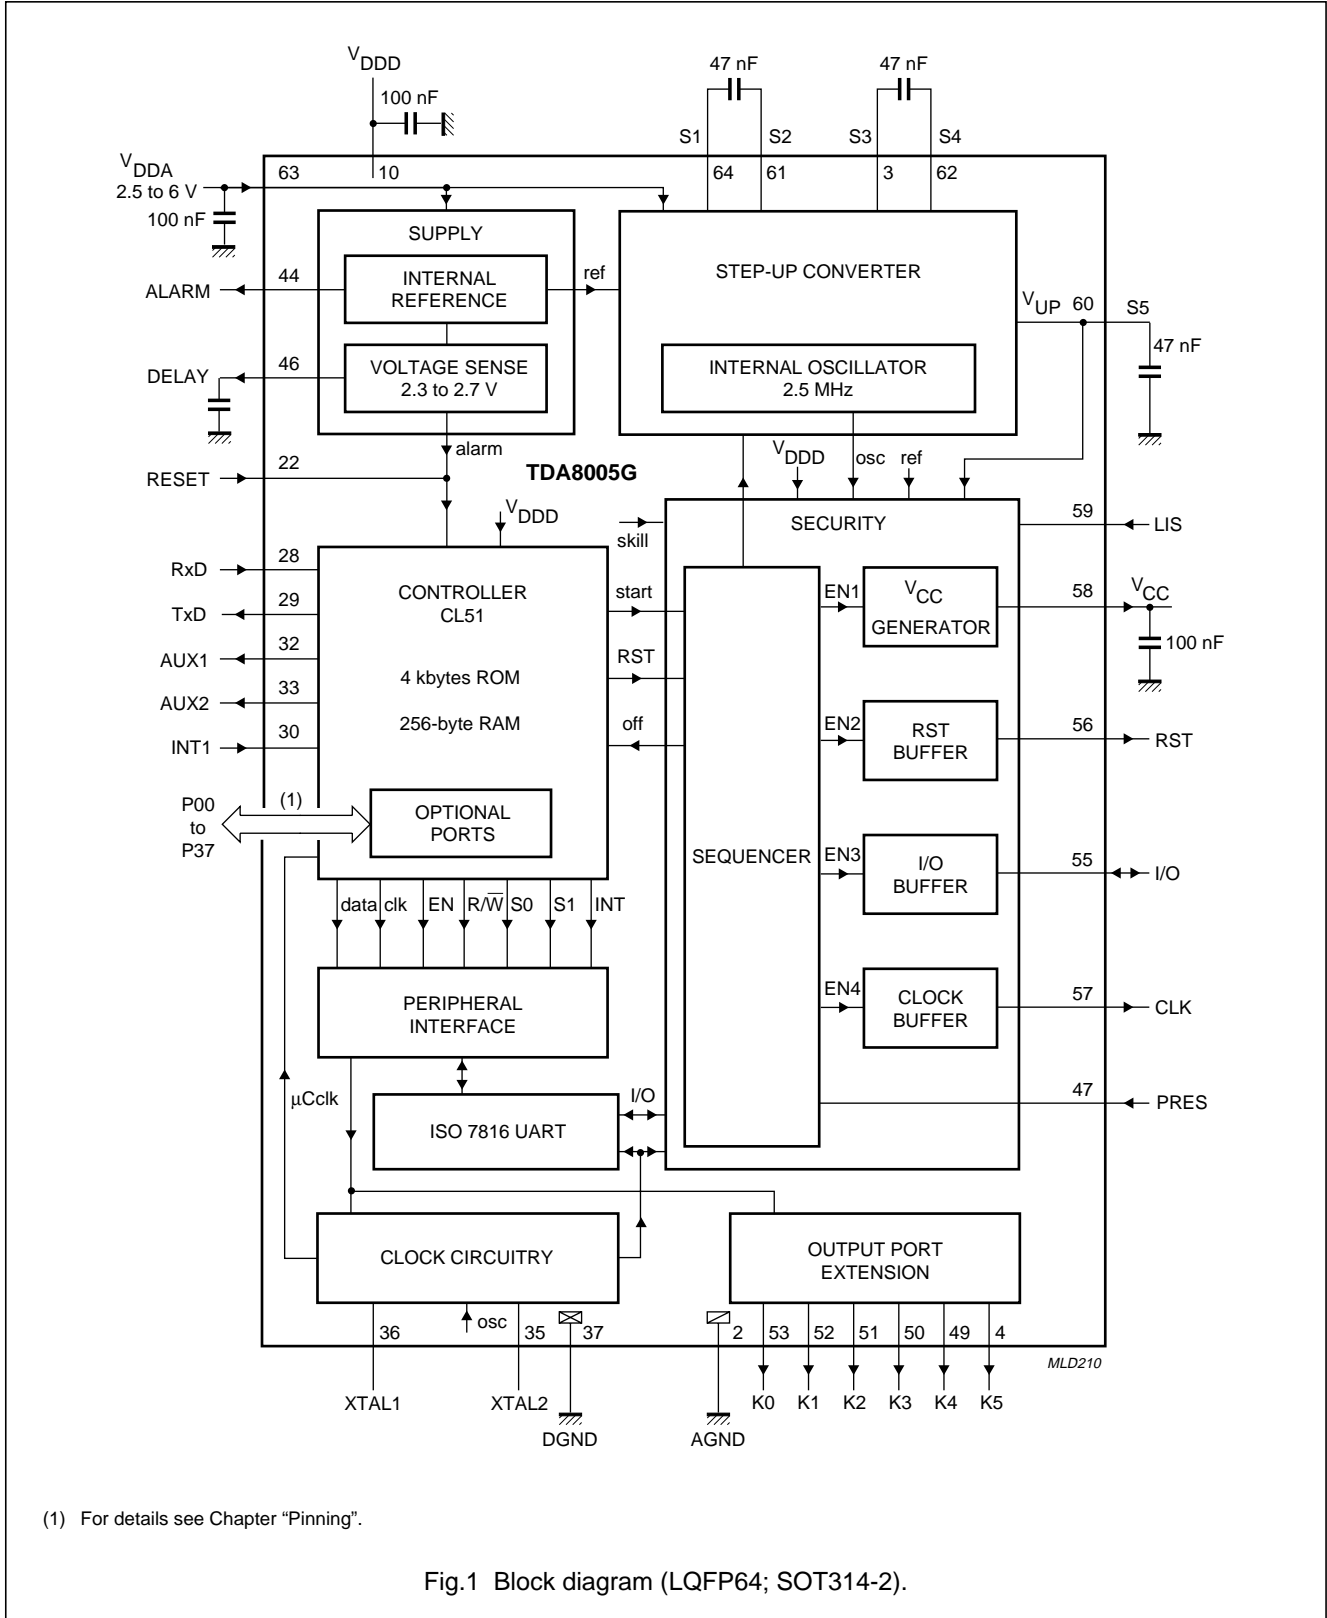 V DDD
100 nF
47 nF
47 nF
S1
S2
S3
S4
V DDA
2.5 to 6 V
100 nF
63
10
64
61
3
62
SUPPLY
INTERNAL
REFERENCE
ref
STEP-UP CONVERTER
44
ALARM
V UP
60
S5
47 nF
46
DELAY
VOLTAGE SENSE
2.3 to 2.7 V
INTERNAL OSCILLATOR
2.5 MHz
alarm
22
RESET
TDA8005G
V DDD
osc
ref
V DDD
skill
SECURITY
59
LIS
28
RxD
29
TxD
32
AUX1
33
AUX2
30
INT1
CONTROLLER
CL51
4 kbytes ROM
256-byte RAM
start
RST
off
EN1
V CC
GENERATOR
58
V CC
100 nF
EN2
RST
BUFFER
56
RST
P00
to
P37
(1)
OPTIONAL
PORTS
SEQUENCER
EN3
I/O
BUFFER
55
I/O
data
clk
EN
R/W̅
S0
S1
INT
PERIPHERAL
INTERFACE
EN4
CLOCK
BUFFER
57
CLK
μCclk
ISO 7816 UART
I/O
47
PRES
CLOCK CIRCUITRY
OUTPUT PORT
EXTENSION
36
osc
35
37
2
53
52
51
50
49
4
MLD210
XTAL1
XTAL2
DGND
AGND
K0
K1
K2
K3
K4
K5
(1) For details see Chapter “Pinning”.
Fig.1 Block diagram (LQFP64; SOT314-2).